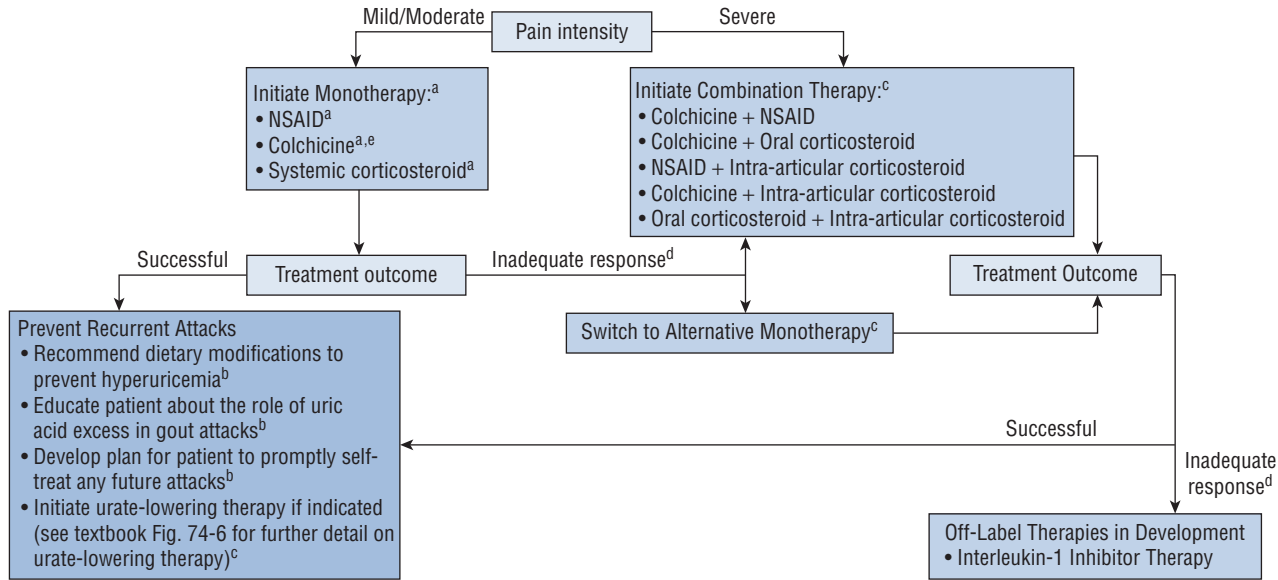 Mild/Moderate
Pain intensity
Severe
Initiate Monotherapy:a
• NSAIDa
• Colchicinea,e
• Systemic corticosteroida
Initiate Combination Therapy:c
• Colchicine + NSAID
• Colchicine + Oral corticosteroid
• NSAID + Intra-articular corticosteroid
• Colchicine + Intra-articular corticosteroid
• Oral corticosteroid + Intra-articular corticosteroid
Successful
Treatment outcome
Inadequate responsed
Treatment Outcome
Switch to Alternative Monotherapyc
Prevent Recurrent Attacks
• Recommend dietary modifications to
prevent hyperuricemiab
• Educate patient about the role of uric
acid excess in gout attacksb
• Develop plan for patient to promptly self-
treat any future attacksb
• Initiate urate-lowering therapy if indicated
(see textbook Fig. 74-6 for further detail on
urate-lowering therapy)c
Successful
Inadequate
responsed
Off-Label Therapies in Development
• Interleukin-1 Inhibitor Therapy